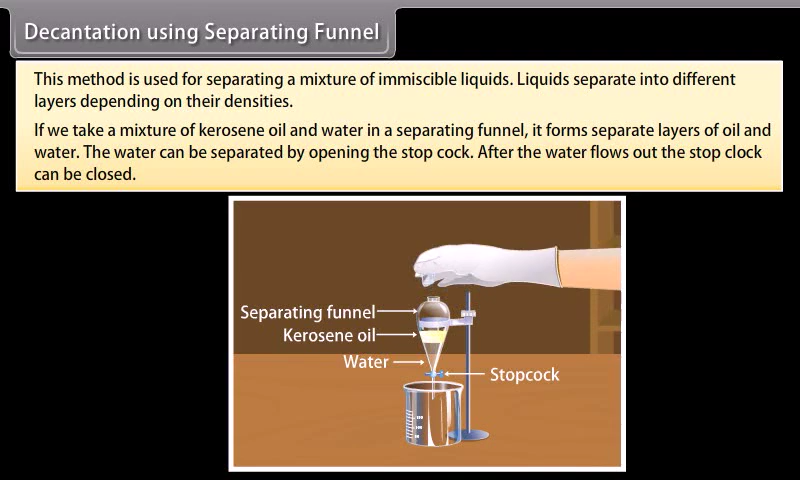 Decantation using Separating Funnel
This method is used for separating a mixture of immiscible liquids. Liquids separate into different
layers depending on their densities.
If we take a mixture of kerosene oil and water in a separating funnel, it forms separate layers of oil and
water. The water can be separated by opening the stop cock. After the water flows out the stop clock
can be closed.
Separating funnel
Kerosene oil
Water
Stopcock